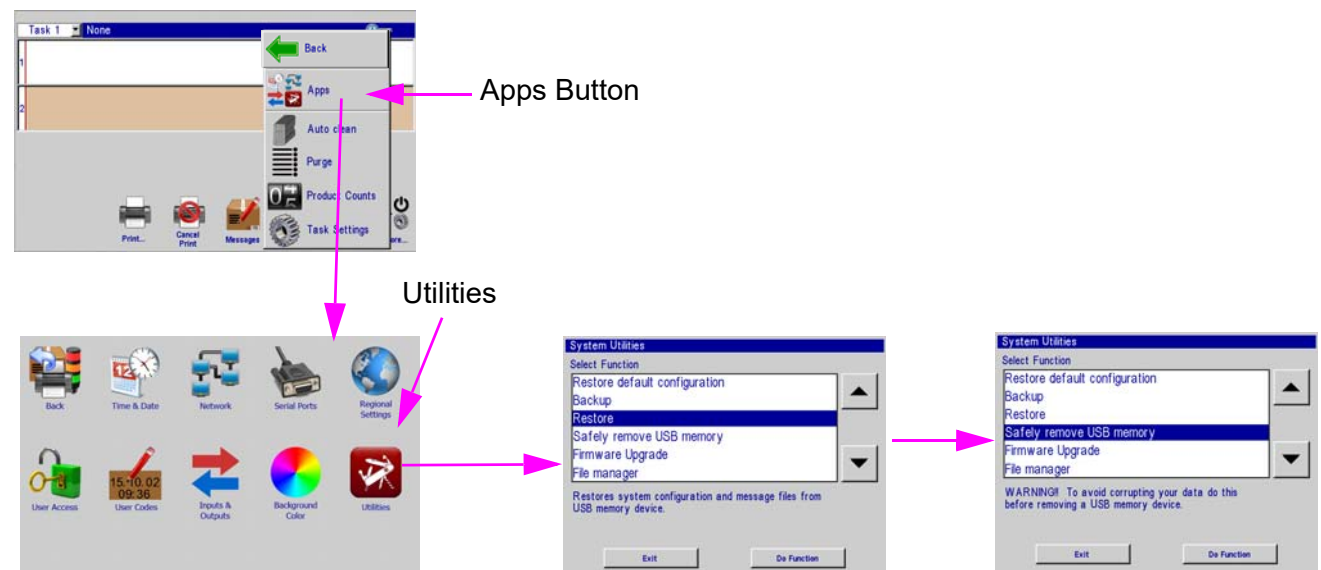 Task 1 None
1
2
Back
Apps
Auto clean
Purge
Product Counts
Task Settings
Print...
Cancel
Print
Messages
Apps Button
Utilities
Back
Time & Date
Network
Serial Ports
Regional
Settings
User Access
15.10.02
09:36
User Codes
Inputs &
Outputs
Background
Color
Utilities
System Utilities
Select Function
Restore default configuration
Backup
Restore
Safely remove USB memory
Firmware Upgrade
File manager
Restores system configuration and message files from
USB memory device.
Exit
Do Function
System Utilities
Select Function
Restore default configuration
Backup
Restore
Safely remove USB memory
Firmware Upgrade
File manager
WARNING!! To avoid corrupting your data do this
before removing a USB memory device.
Exit
Do Function